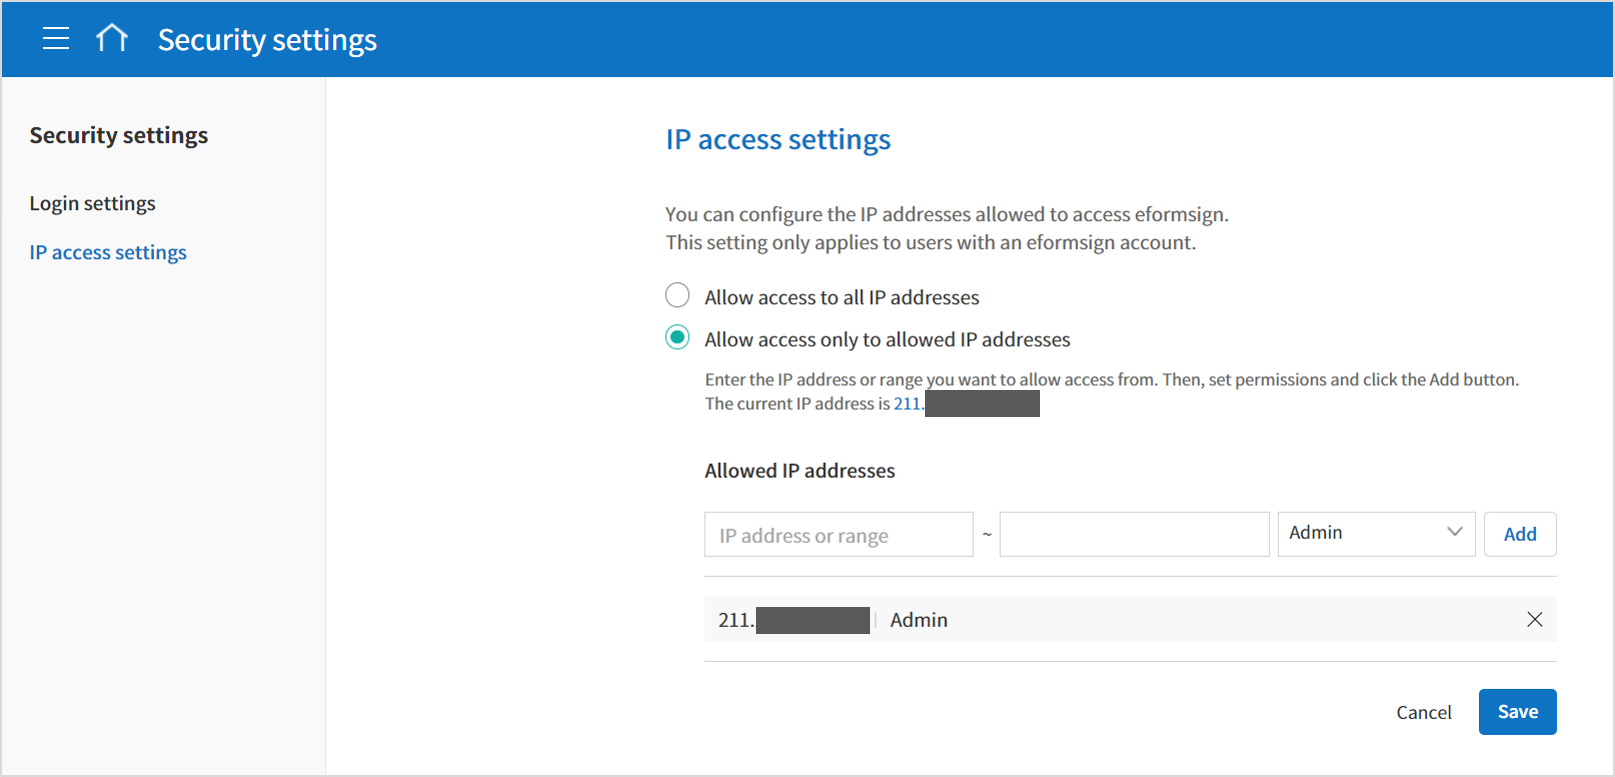 Security settings
Security settings
Login settings
IP access settings
IP access settings
You can configure the IP addresses allowed to access eformsign.
This setting only applies to users with an eformsign account.
Allow access to all IP addresses
Allow access only to allowed IP addresses
Enter the IP address or range you want to allow access from. Then, set permissions and click the Add button.
The current IP address is 211.
Allowed IP addresses
IP address or range ~ Admin Add
211. Admin
Cancel Save